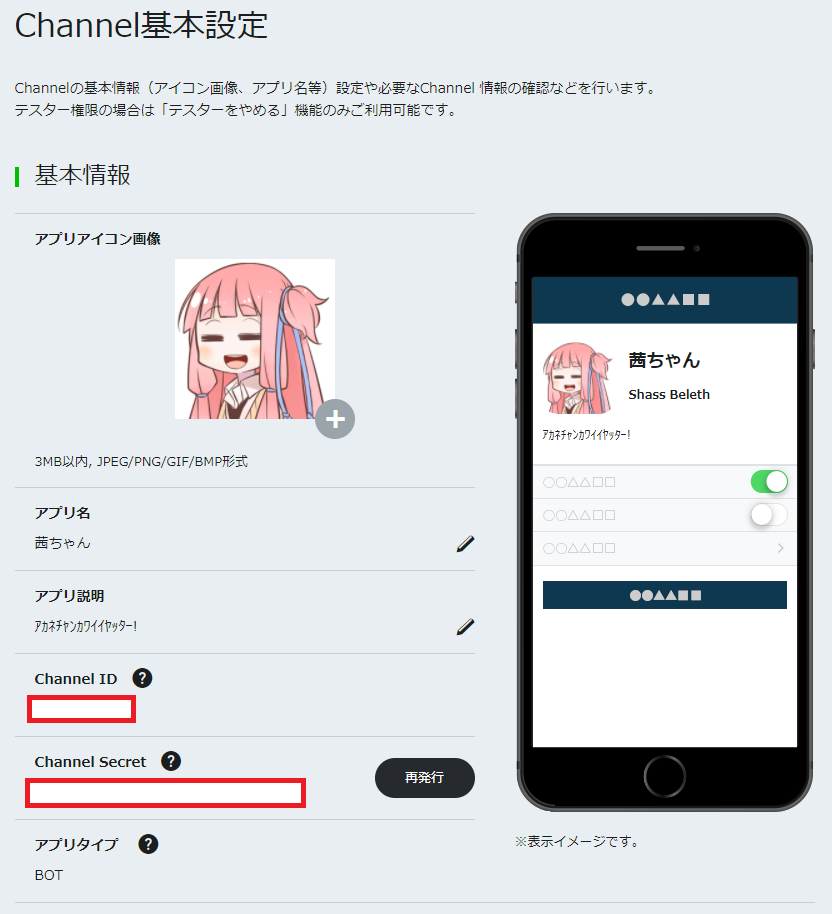 Channel基本設定
Channelの基本情報（アイコン画像、アプリ名等）設定や必要なChannel 情報の確認などを行います。
テスター権限の場合は「テスターをやめる」機能のみご利用可能です。
基本情報
アプリアイコン画像
3MB以内, JPEG/PNG/GIF/BMP形式
アプリ名
茜ちゃん
アプリ説明
ｱｶﾈﾁｬﾝｶﾜｲｲﾔｯﾀｰ!
Channel ID ?
Channel Secret ?
再発行
アプリタイプ ?
BOT
●●▲▲■■
茜ちゃん
Shass Beleth
ｱｶﾈﾁｬﾝｶﾜｲｲﾔｯﾀｰ!
○○△△□□
○○△△□□
○○△△□□
●●▲▲■■
※表示イメージです。